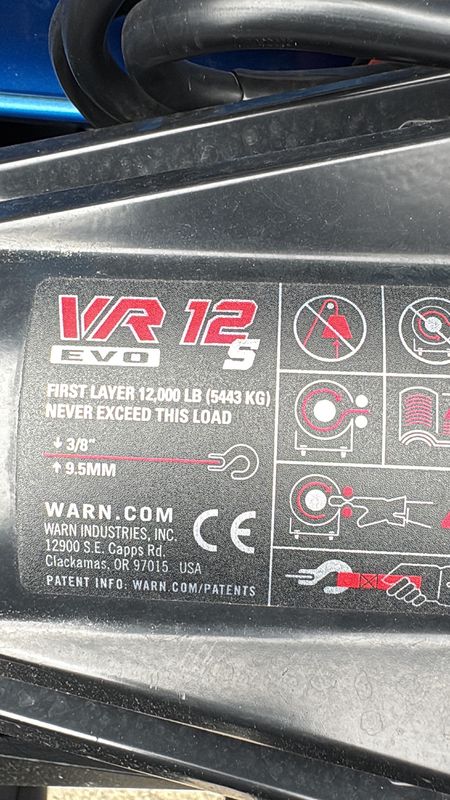 VR 12
EVO S
FIRST LAYER 12,000 LB (5443 KG)
NEVER EXCEED THIS LOAD
3/8"
9.5MM
WARN.COM
WARN INDUSTRIES, INC.
12900 S.E. Capps Rd.
Clackamas, OR 97015 USA
CE
PATENT INFO: WARN.COM/PATENTS